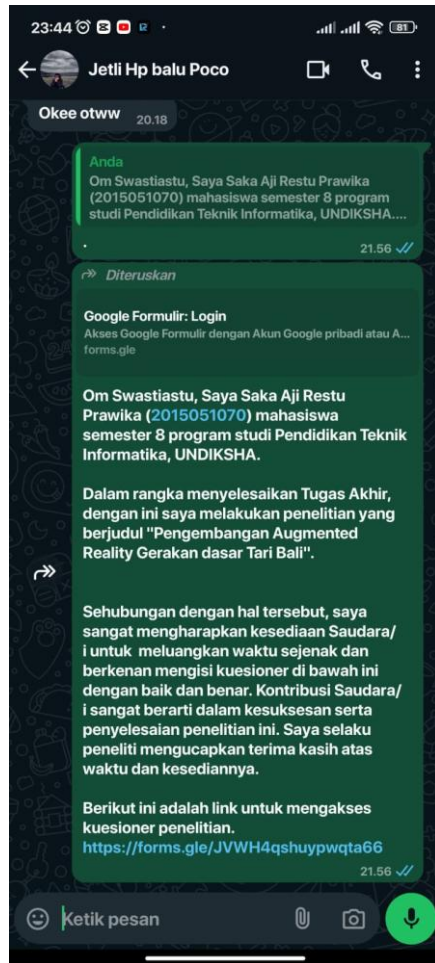 23:44
81
Jetli Hp balu Poco
Okee otww 20.18
Anda
Om Swastiastu, Saya Saka Aji Restu Prawika
(2015051070) mahasiswa semester 8 program
studi Pendidikan Teknik Informatika, UNDIKSHA....
.
21.56
Diteruskan
Google Formulir: Login
Akses Google Formulir dengan Akun Google pribadi atau A...
forms.gle
Om Swastiastu, Saya Saka Aji Restu
Prawika (2015051070) mahasiswa
semester 8 program studi Pendidikan Teknik
Informatika, UNDIKSHA.
Dalam rangka menyelesaikan Tugas Akhir,
dengan ini saya melakukan penelitian yang
berjudul "Pengembangan Augmented
Reality Gerakan dasar Tari Bali".
Sehubungan dengan hal tersebut, saya
sangat mengharapkan kesediaan Saudara/
i untuk meluangkan waktu sejenak dan
berkenan mengisi kuesioner di bawah ini
dengan baik dan benar. Kontribusi Saudara/
i sangat berarti dalam kesuksesan serta
penyelesaian penelitian ini. Saya selaku
peneliti mengucapkan terima kasih atas
waktu dan kesediannya.
Berikut ini adalah link untuk mengakses
kuesioner penelitian.
https://forms.gle/JVWH4qshuypwqta66
21.56
Ketik pesan